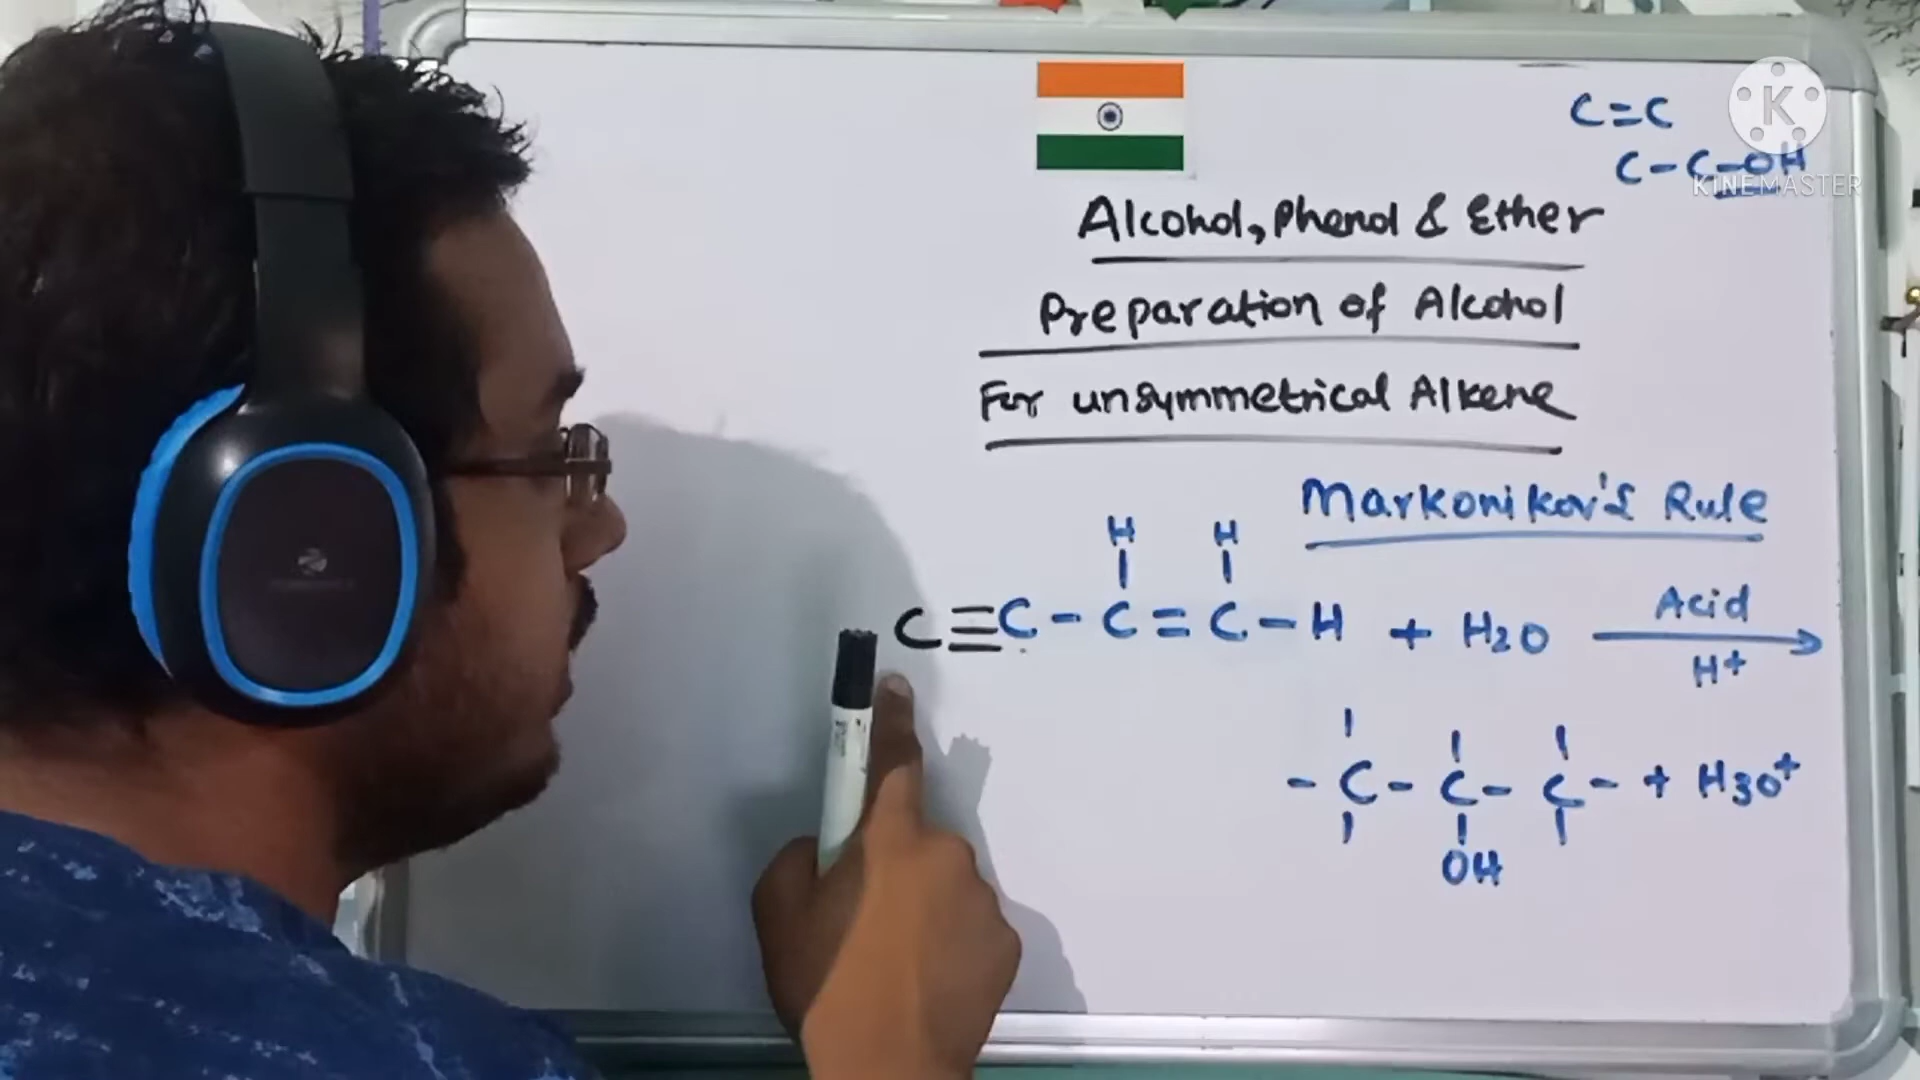 C=C
C-C-OH
K
KINEMASTER
Alcohol, Phenol & Ether
Preparation of Alcohol
For unsymmetrical Alkene
Markonikov's Rule
H H
C≡C-C=C-H + H2O Acid
H+
-C-C-C- + H3O+
OH